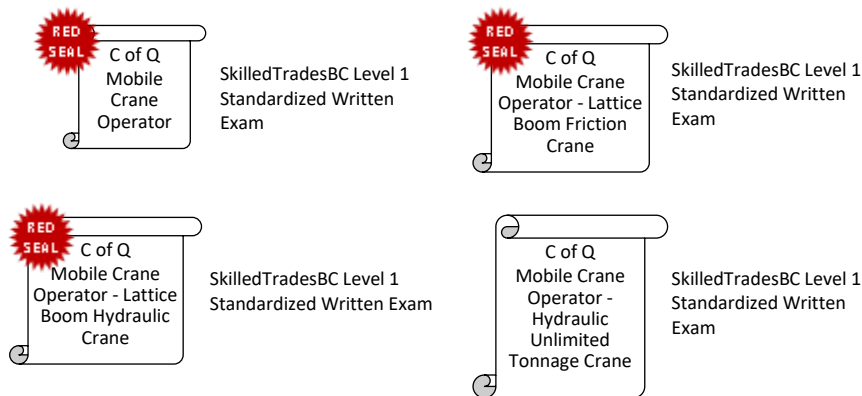 RED
SEAL
C of Q
Mobile
Crane
Operator
SkilledTradesBC Level 1
Standardized Written
Exam
RED
SEAL
C of Q
Mobile Crane
Operator - Lattice
Boom Friction
Crane
SkilledTradesBC Level 1
Standardized Written
Exam
RED
SEAL
C of Q
Mobile Crane
Operator - Lattice
Boom Hydraulic
Crane
SkilledTradesBC Level 1
Standardized Written Exam
C of Q
Mobile Crane
Operator -
Hydraulic
Unlimited
Tonnage Crane
SkilledTradesBC Level 1
Standardized Written
Exam